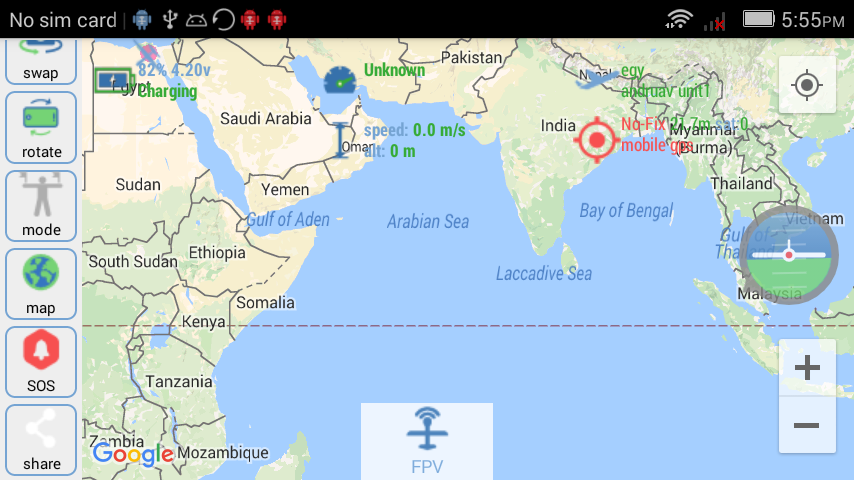 No sim card
5:55PM
swap
rotate
mode
map
SOS
share
82% 4.20v
Charging
Egypt
Unknown
speed: 0.0 m/s
alt: 0 m
egy
andruav unit1
No-Fix
21.7m sat:0
mobile gps
Pakistan
Nepal
Saudi Arabia
Oman
India
Myanmar
(Burma)
Sudan
Yemen
Thailand
Gulf of Aden
Arabian Sea
Bay of Bengal
Vietnam
Gulf of
Thailand
Ethiopia
South Sudan
Laccadive Sea
Somalia
Malaysia
Kenya
Tanzania
Zambia
Mozambique
Google
FPV